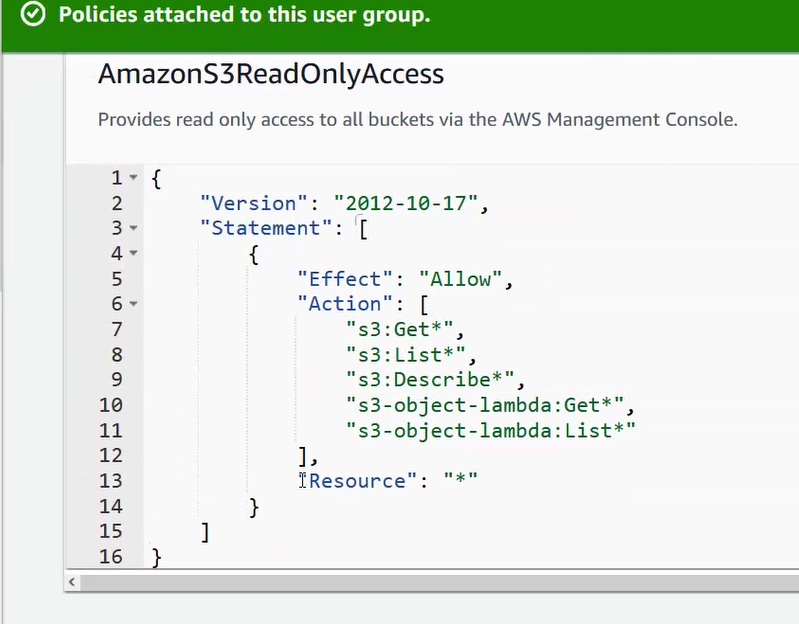 Policies attached to this user group.
AmazonS3ReadOnlyAccess
Provides read only access to all buckets via the AWS Management Console.
1 {
2 "Version": "2012-10-17",
3 "Statement": [
4 {
5 "Effect": "Allow",
6 "Action": [
7 "s3:Get*",
8 "s3:List*",
9 "s3:Describe*",
10 "s3-object-lambda:Get*",
11 "s3-object-lambda:List*"
12 ],
13 "Resource": "*"
14 }
15 ]
16 }